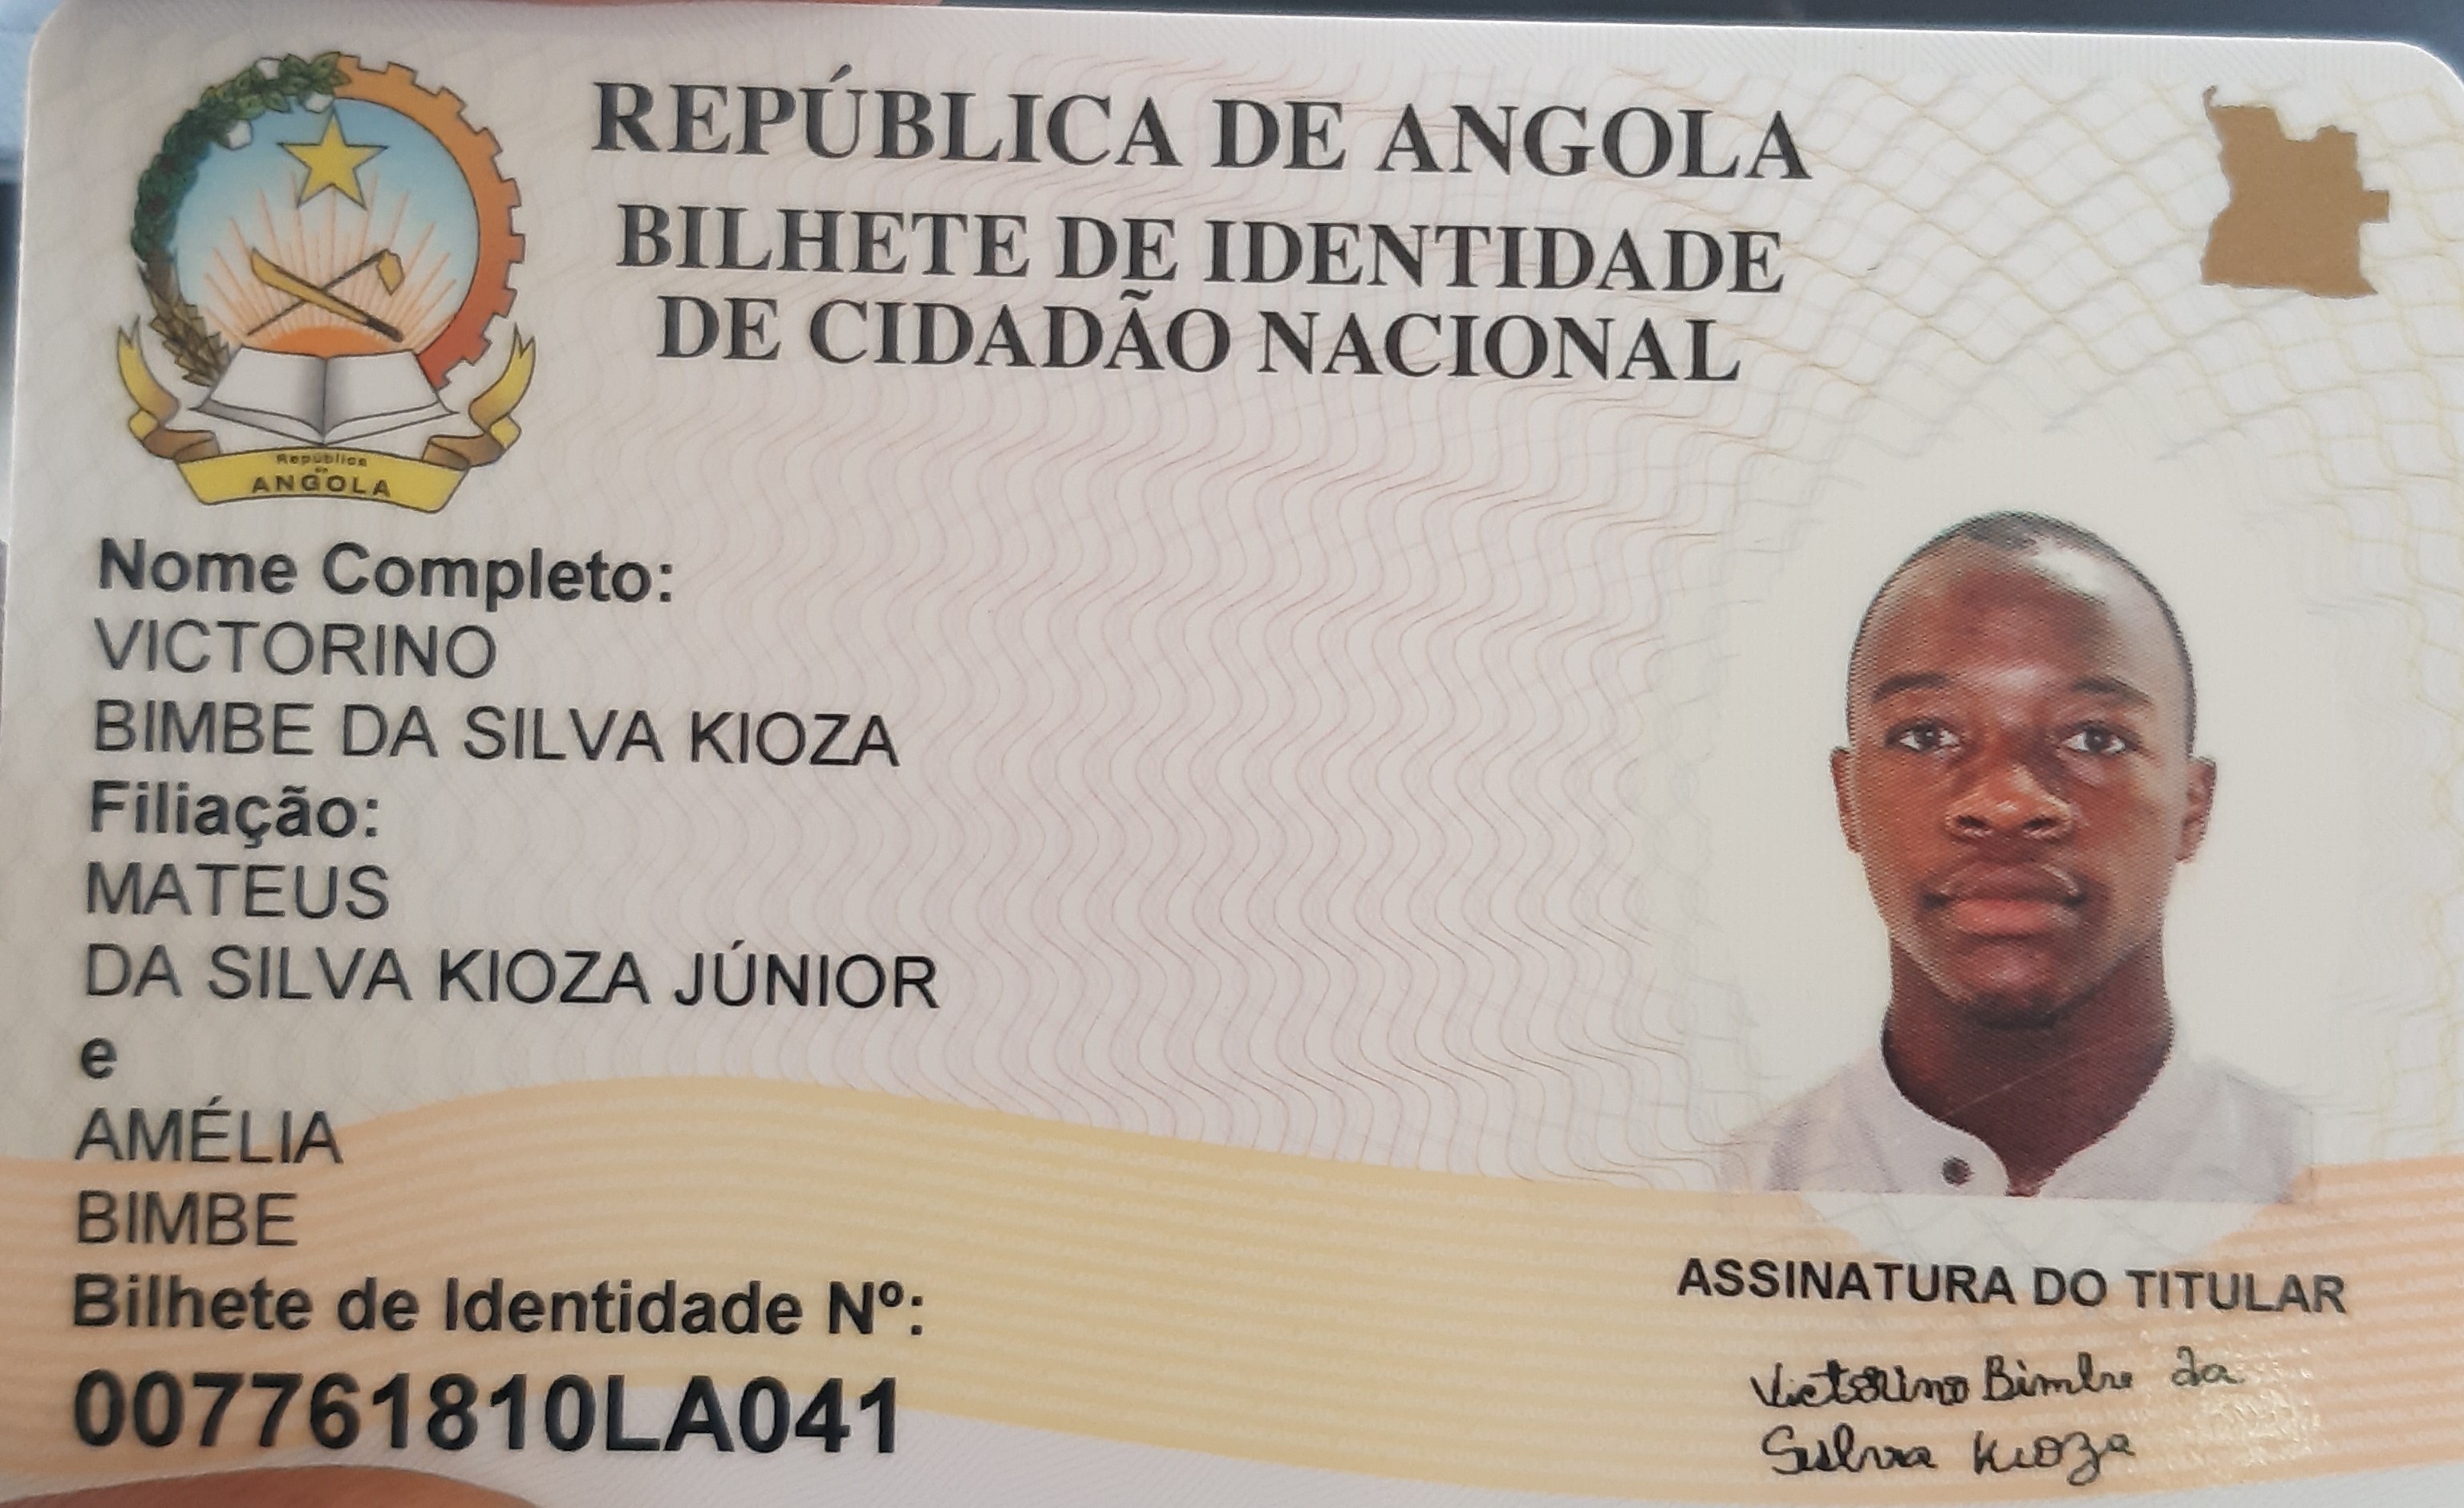 REPÚBLICA DE ANGOLA
BILHETE DE IDENTIDADE
DE CIDADÃO NACIONAL
República
de
ANGOLA
Nome Completo:
VICTORINO
BIMBE DA SILVA KIOZA
Filiação:
MATEUS
DA SILVA KIOZA JÚNIOR
e
AMÉLIA
BIMBE
Bilhete de Identidade Nº:
007761810LA041
ASSINATURA DO TITULAR
Victorino Bimbe da
Silva Kioza